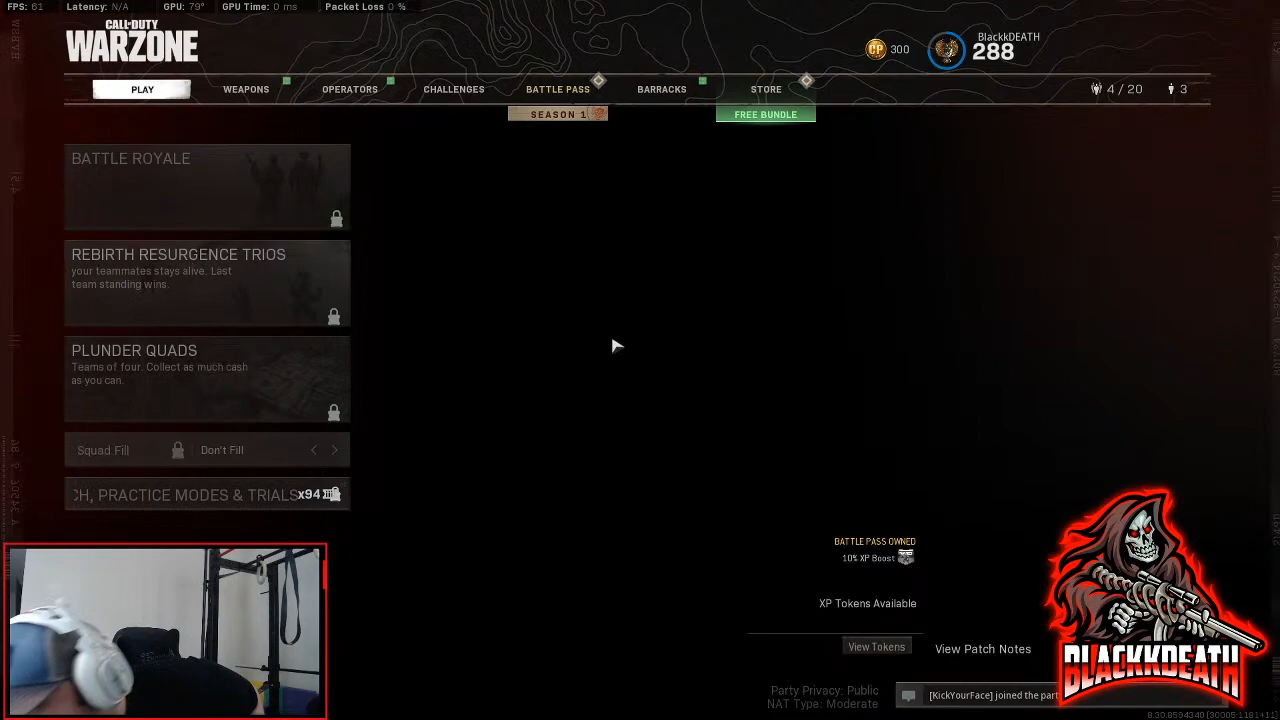 FPS: 61 Latency: N/A GPU: 79° GPU Time: 0 ms Packet Loss 0 %
CALL OF DUTY
WARZONE
CP 300
BlackkDEATH
288
PLAY WEAPONS OPERATORS CHALLENGES BATTLE PASS BARRACKS STORE 4 / 20 3
SEASON 1 FREE BUNDLE
BATTLE ROYALE
REBIRTH RESURGENCE TRIOS
your teammates stays alive. Last
team standing wins.
PLUNDER QUADS
Teams of four. Collect as much cash
as you can.
Squad Fill Don't Fill
CH, PRACTICE MODES & TRIALS x94
BATTLE PASS OWNED
10% XP Boost
XP Tokens Available
View Tokens
View Patch Notes
Party Privacy: Public
NAT Type: Moderate
[KickYourFace] joined the part
BLACKKDEATH